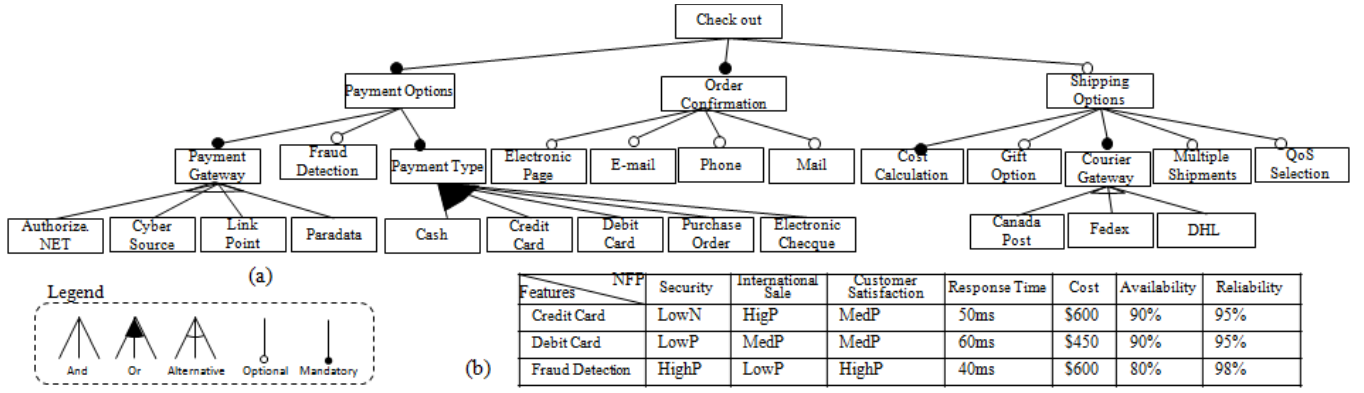 Check out
Payment Options
Order
Confirmation
Shipping
Options
Payment
Gateway
Fraud
Detection
Payment Type
Electronic
Page
E-mail
Phone
Mail
Cost
Calculation
Gift
Option
Courier
Gateway
Multiple
Shipments
QoS
Selection
Authorize.
NET
Cyber
Source
Link
Point
Paradata
Cash
Credit
Card
Debit
Card
Purchase
Order
Electronic
Checque
Canada
Post
Fedex
DHL
(a)
Legend
And
Or
Alternative
Optional
Mandatory
(b)
NFP
Features
Security
International
Sale
Customer
Satisfaction
Response Time
Cost
Availability
Reliability
Credit Card LowN HigP MedP 50ms $600 90% 95%
Debit Card LowP MedP MedP 60ms $450 90% 95%
Fraud Detection HighP LowP HighP 40ms $600 80% 98%